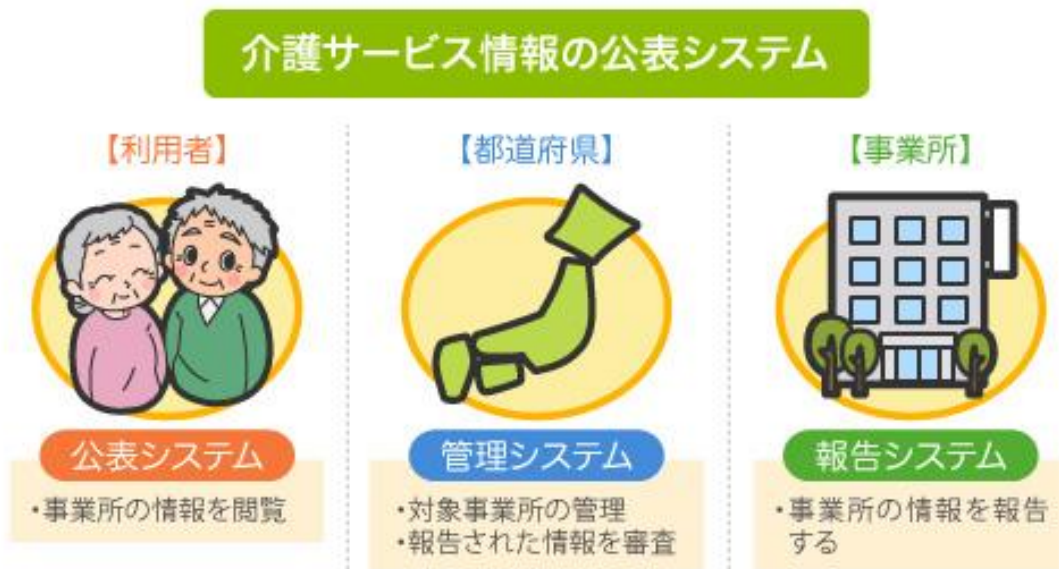 介護サービス情報の公表システム
【利用者】
公表システム
・事業所の情報を閲覧
【都道府県】
管理システム
・対象事業所の管理
・報告された情報を審査
【事業所】
報告システム
・事業所の情報を報告
する